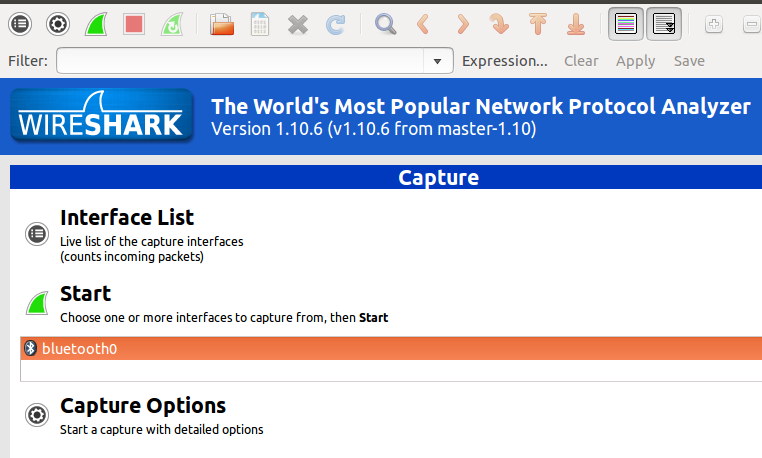 Filter:
Expression... Clear Apply Save
WIRESHARK
The World's Most Popular Network Protocol Analyzer
Version 1.10.6 (v1.10.6 from master-1.10)
Capture
Interface List
Live list of the capture interfaces
(counts incoming packets)
Start
Choose one or more interfaces to capture from, then Start
bluetooth0
Capture Options
Start a capture with detailed options